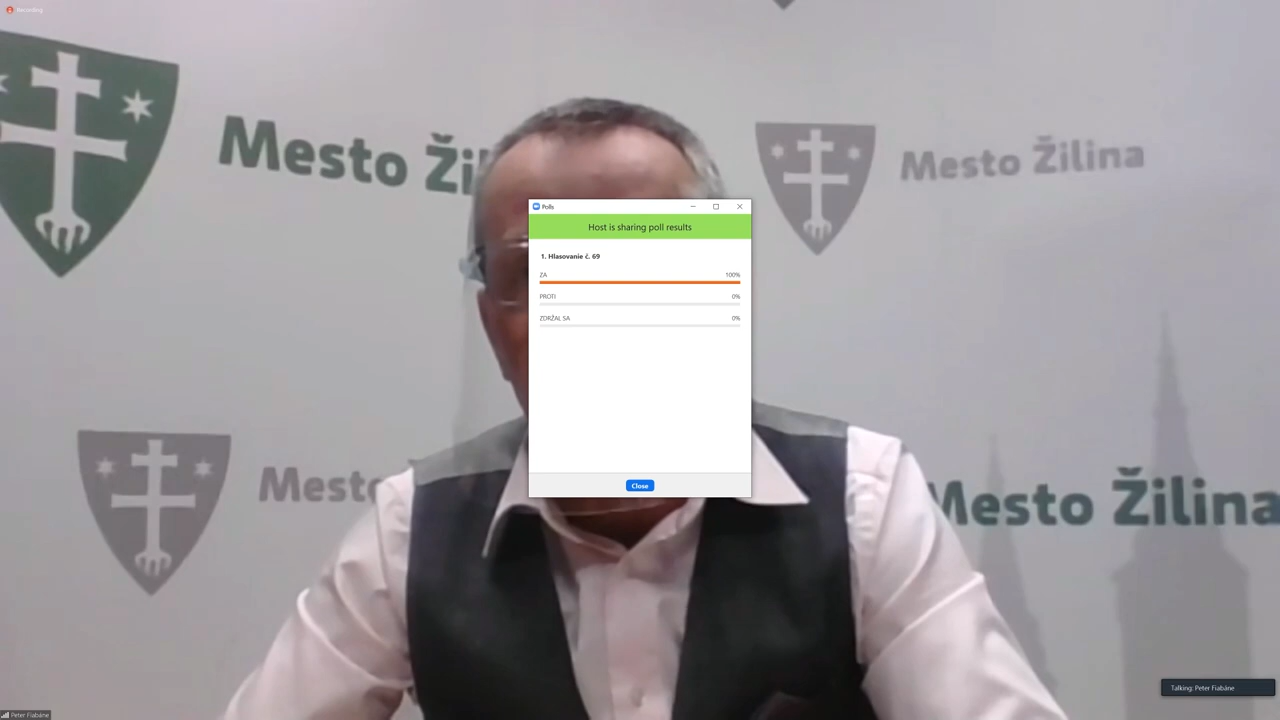 Recording
Mesto Ži
Mesto Žilina
Polls
Host is sharing poll results
1. Hlasovanie č. 69
ZA 100%
PROTI 0%
ZDRŽAL SA 0%
Close
Mesto
Mesto Žilina
Talking: Peter Fiabáne
Peter Fiabáne